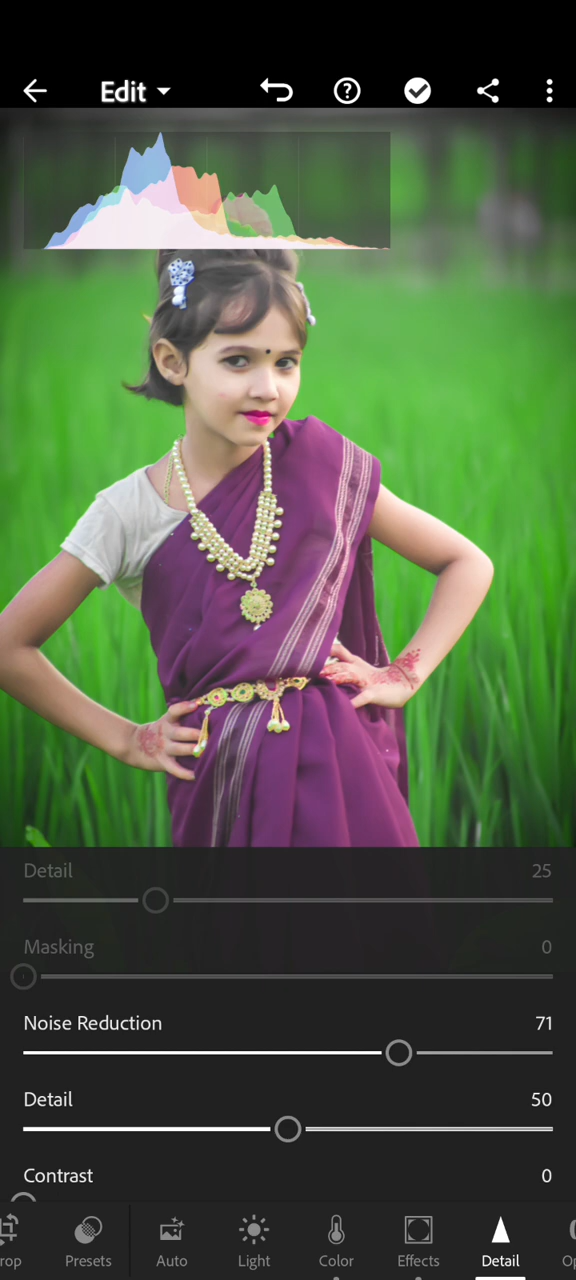 Edit
Detail 25
Masking 0
Noise Reduction 71
Detail 50
Contrast 0
rop Presets Auto Light Color Effects Detail Op